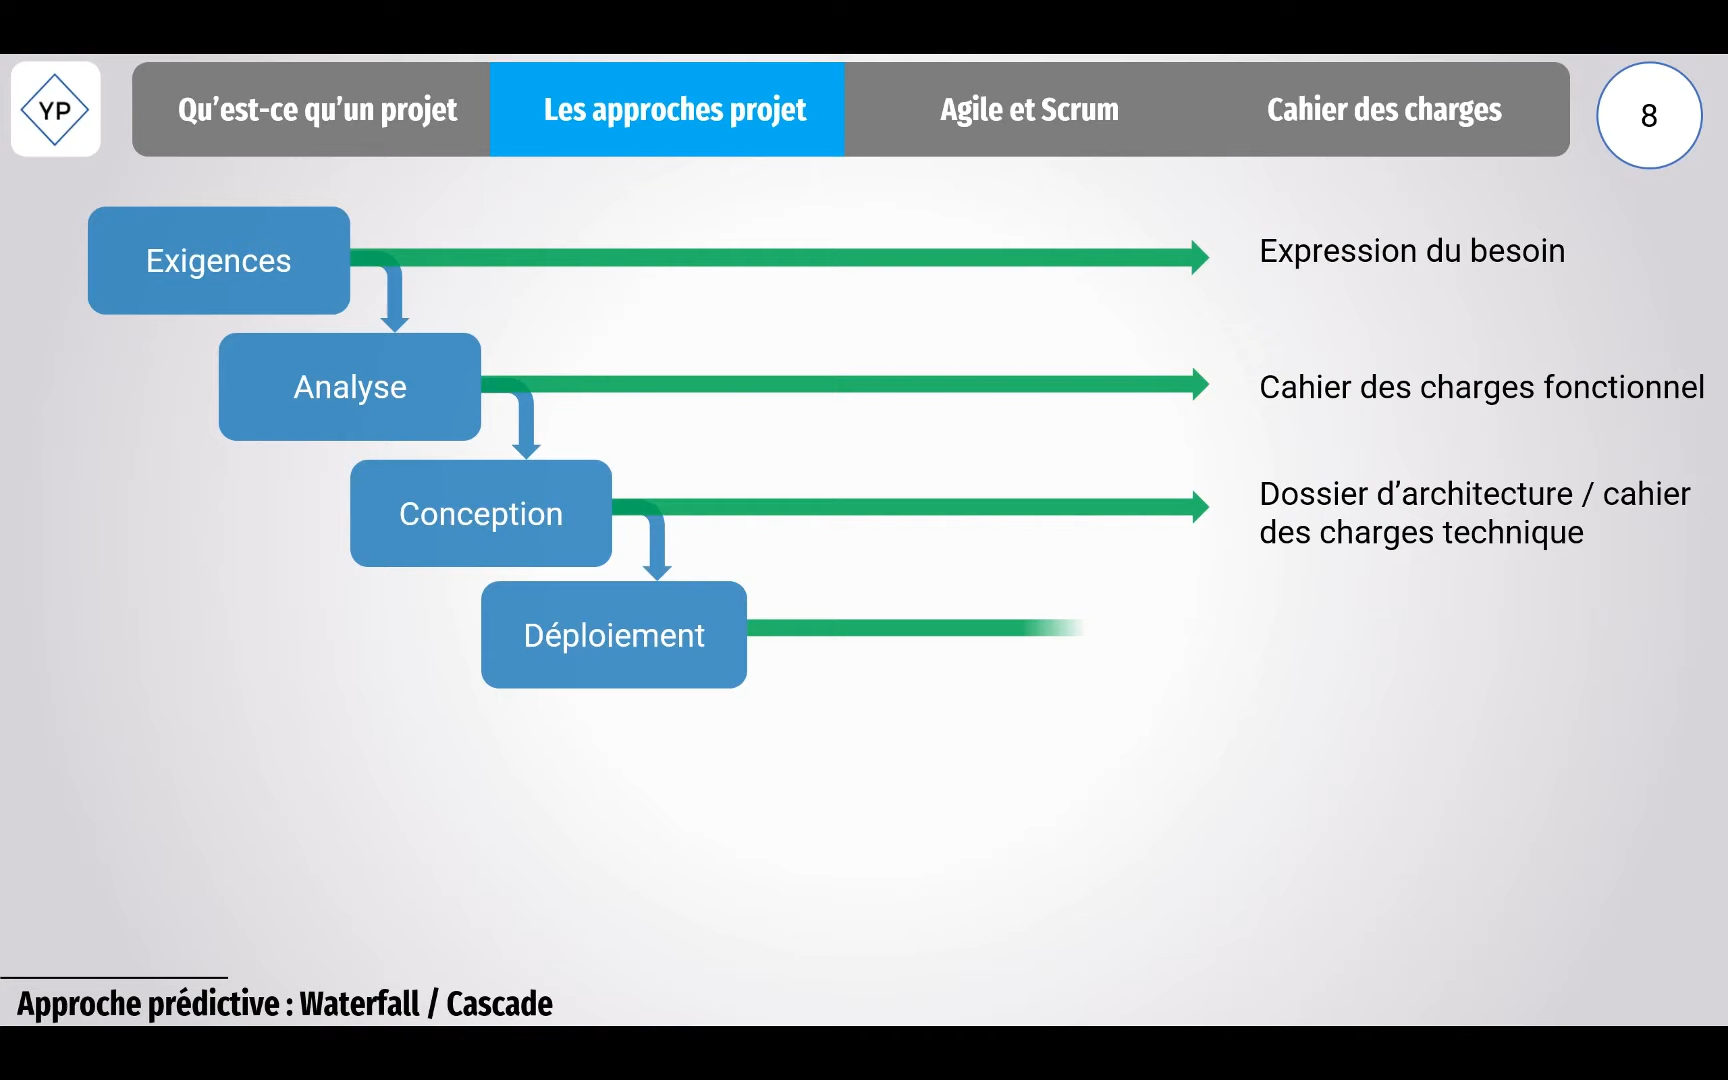 YP
Qu’est-ce qu’un projet
Les approches projet
Agile et Scrum
Cahier des charges
8
Exigences
Expression du besoin
Analyse
Cahier des charges fonctionnel
Conception
Dossier d’architecture / cahier
des charges technique
Déploiement
Approche prédictive : Waterfall / Cascade